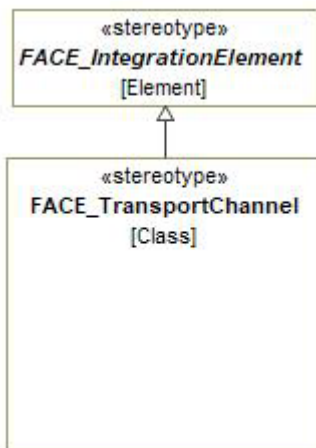 «stereotype»
FACE_IntegrationElement
[Element]
«stereotype»
FACE_TransportChannel
[Class]